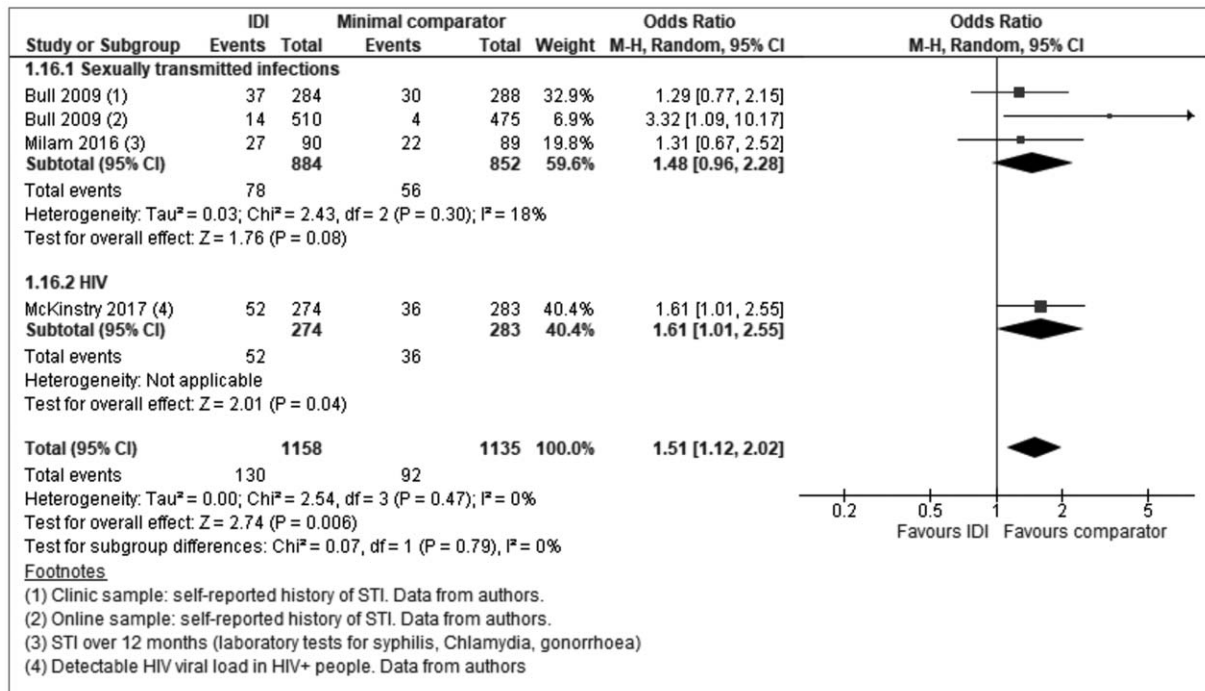 IDI Minimal comparator Odds Ratio Odds Ratio
Study or Subgroup Events Total Events Total Weight M-H, Random, 95% CI M-H, Random, 95% CI
1.16.1 Sexually transmitted infections
Bull 2009 (1) 37 284 30 288 32.9% 1.29 [0.77, 2.15]
Bull 2009 (2) 14 510 4 475 6.9% 3.32 [1.09, 10.17]
Milam 2016 (3) 27 90 22 89 19.8% 1.31 [0.67, 2.52]
Subtotal (95% CI) 884 852 59.6% 1.48 [0.96, 2.28]
Total events 78 56
Heterogeneity: Tau² = 0.03; Chi² = 2.43, df = 2 (P = 0.30); I² = 18%
Test for overall effect: Z = 1.76 (P = 0.08)
1.16.2 HIV
McKinstry 2017 (4) 52 274 36 283 40.4% 1.61 [1.01, 2.55]
Subtotal (95% CI) 274 283 40.4% 1.61 [1.01, 2.55]
Total events 52 36
Heterogeneity: Not applicable
Test for overall effect: Z = 2.01 (P = 0.04)
Total (95% CI) 1158 1135 100.0% 1.51 [1.12, 2.02]
Total events 130 92
Heterogeneity: Tau² = 0.00; Chi² = 2.54, df = 3 (P = 0.47); I² = 0%
Test for overall effect: Z = 2.74 (P = 0.006)
Test for subgroup differences: Chi² = 0.07, df = 1 (P = 0.79), I² = 0%
0.2 0.5 1 2 5
Favours IDI Favours comparator
Footnotes
(1) Clinic sample: self-reported history of STI. Data from authors.
(2) Online sample: self-reported history of STI. Data from authors.
(3) STI over 12 months (laboratory tests for syphilis, Chlamydia, gonorrhoea)
(4) Detectable HIV viral load in HIV+ people. Data from authors